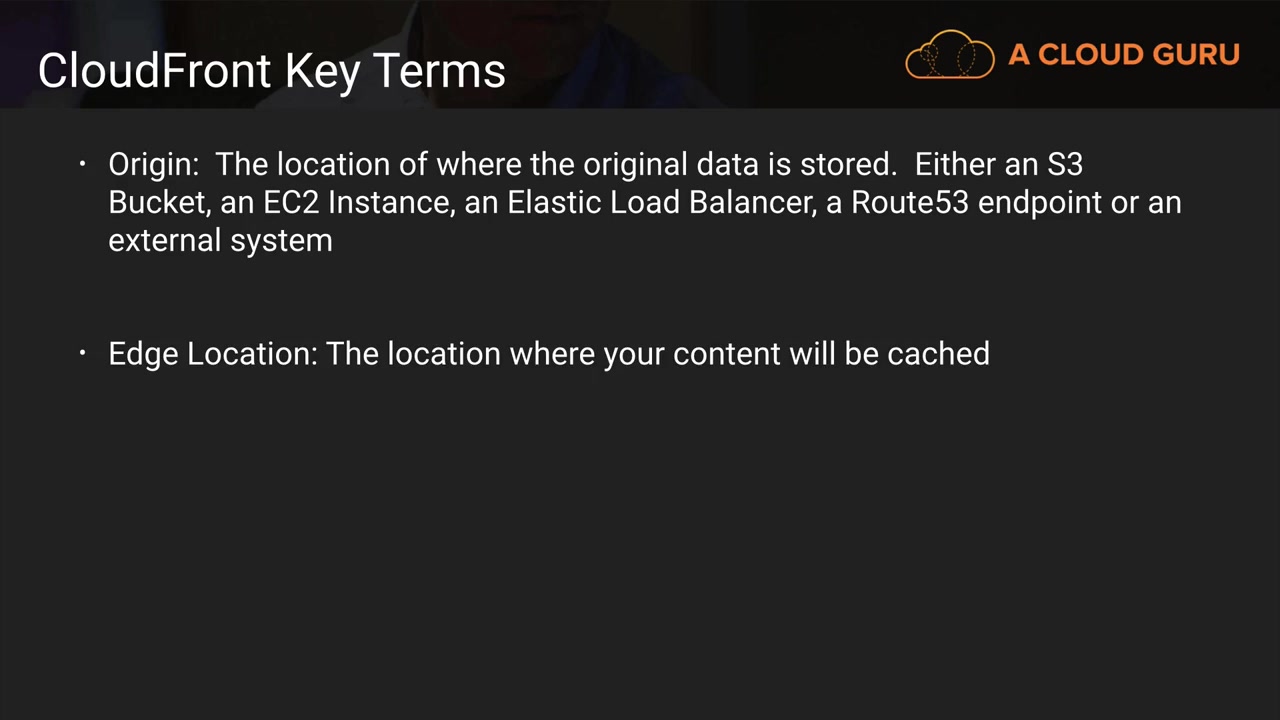 CloudFront Key Terms
A CLOUD GURU
• Origin:  The location of where the original data is stored.  Either an S3
Bucket, an EC2 Instance, an Elastic Load Balancer, a Route53 endpoint or an
external system
• Edge Location: The location where your content will be cached